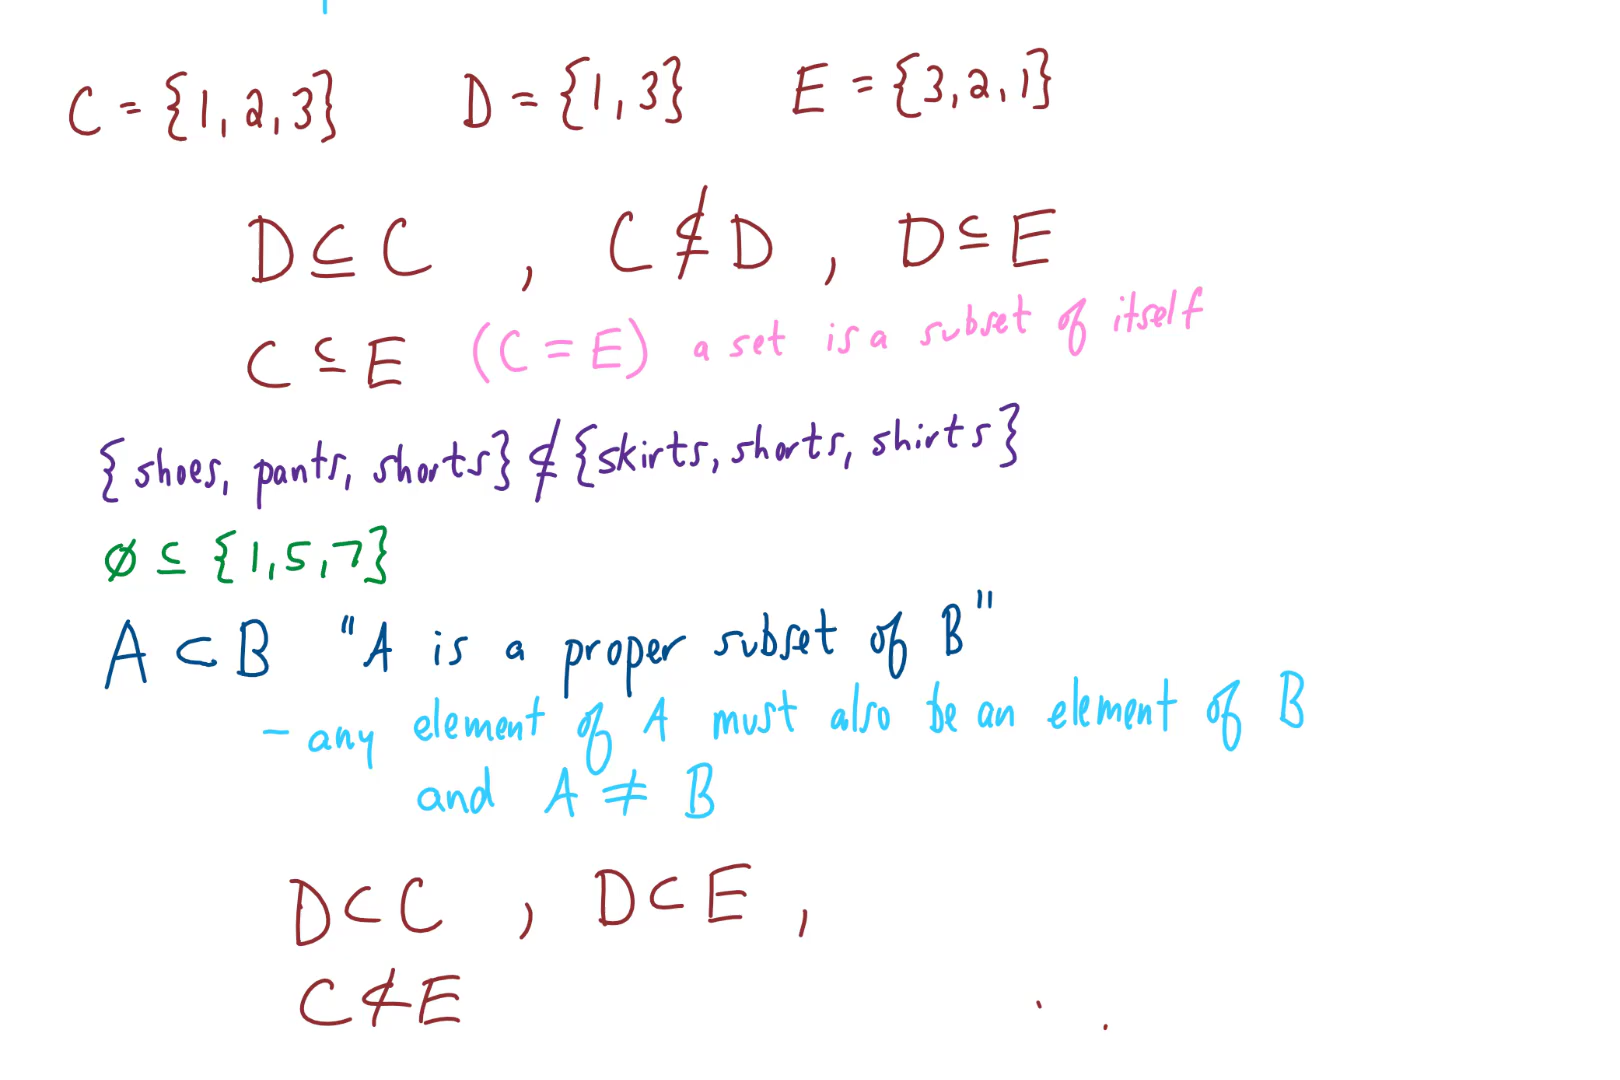 C = {1, 2, 3} D = {1, 3} E = {3, 2, 1}
D ⊆ C , C ⊈ D , D ⊆ E
C ⊆ E (C = E) a set is a subset of itself
{shoes, pants, shorts} ⊈ {skirts, shorts, shirts}
∅ ⊆ {1, 5, 7}
A ⊂ B "A is a proper subset of B"
- any element of A must also be an element of B
and A ≠ B
D ⊂ C , D ⊂ E ,
C ⊄ E